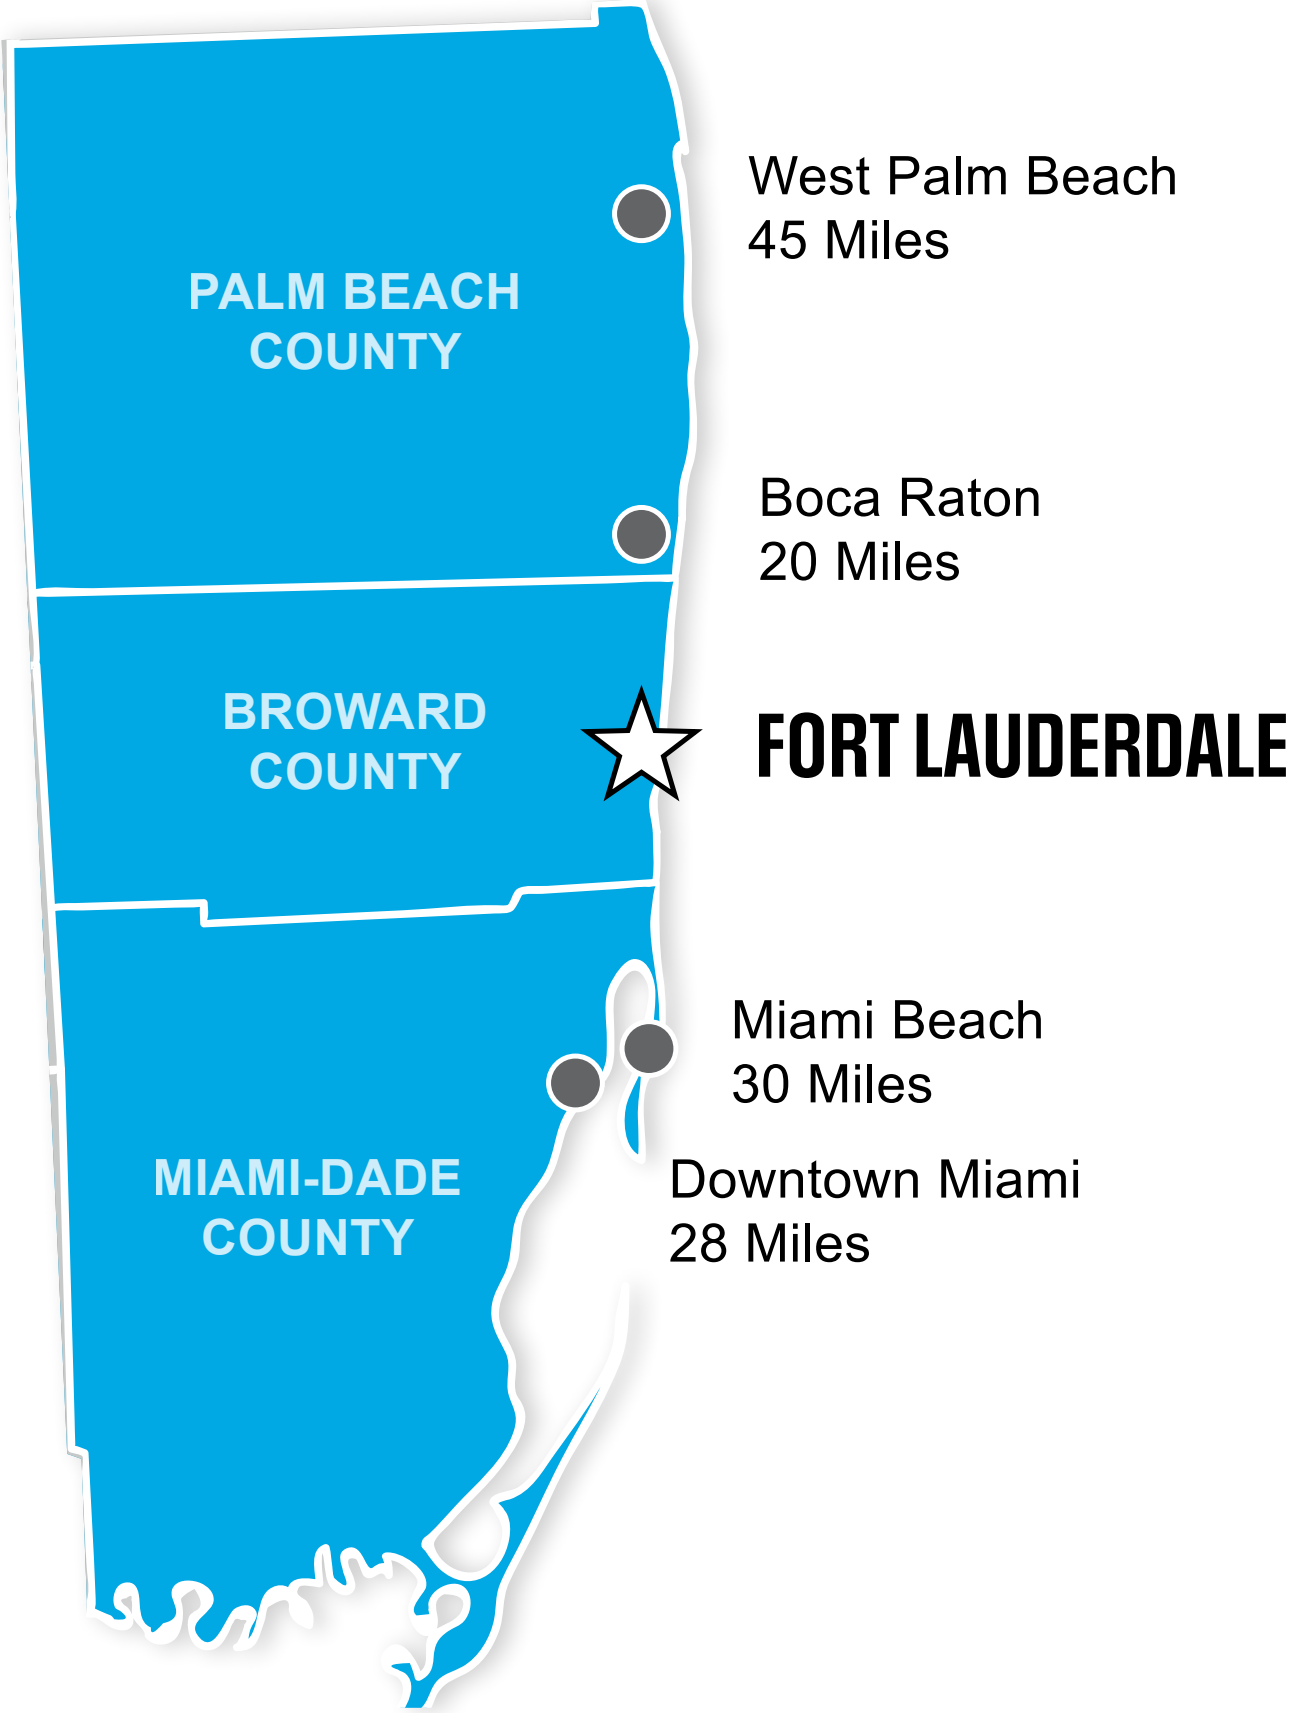 West Palm Beach
45 Miles
PALM BEACH
COUNTY
Boca Raton
20 Miles
BROWARD
COUNTY
FORT LAUDERDALE
Miami Beach
30 Miles
MIAMI-DADE
COUNTY
Downtown Miami
28 Miles